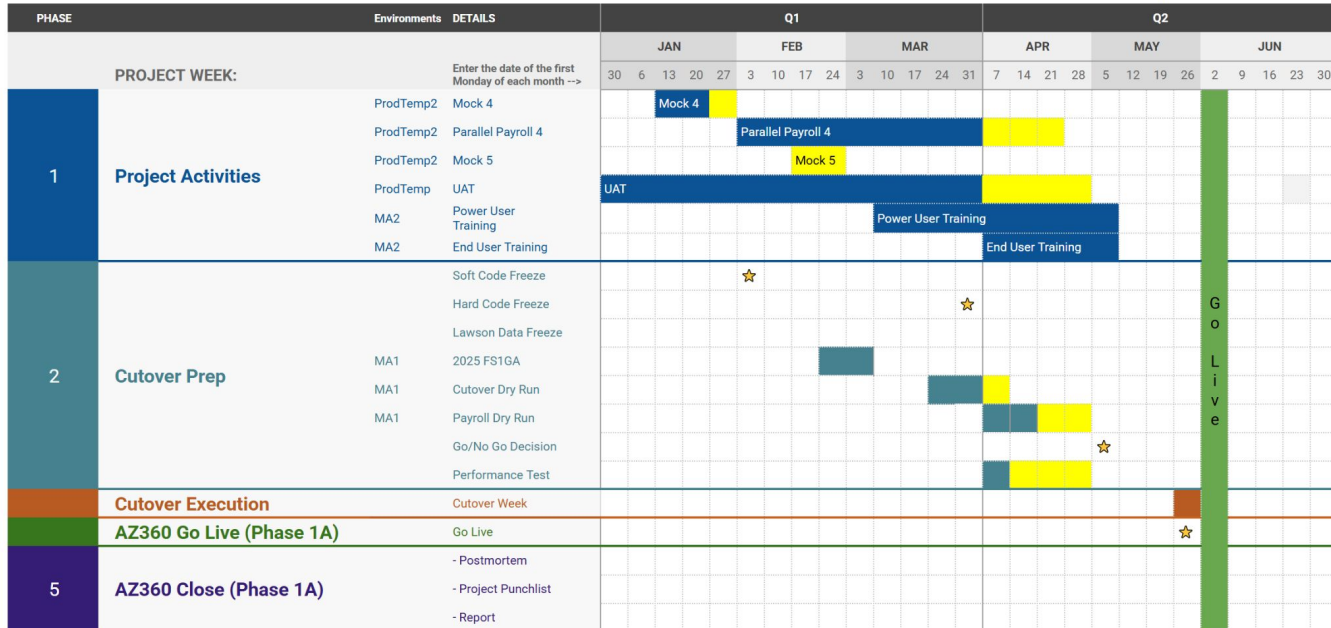 PHASE Environments DETAILS Q1 Q2
JAN FEB MAR APR MAY JUN
PROJECT WEEK: Enter the date of the first
Monday of each month --> 30 6 13 20 27 3 10 17 24 3 10 17 24 31 7 14 21 28 5 12 19 26 2 9 16 23 30
1 Project Activities
ProdTemp2 Mock 4 Mock 4
ProdTemp2 Parallel Payroll 4 Parallel Payroll 4
ProdTemp2 Mock 5 Mock 5
ProdTemp UAT UAT
MA2 Power User
Training Power User Training
MA2 End User Training End User Training
2 Cutover Prep
Soft Code Freeze
Hard Code Freeze
Lawson Data Freeze
MA1 2025 FS1GA
MA1 Cutover Dry Run
MA1 Payroll Dry Run
Go/No Go Decision
Performance Test
Go Live
Cutover Execution Cutover Week
AZ360 Go Live (Phase 1A) Go Live
5 AZ360 Close (Phase 1A)
- Postmortem
- Project Punchlist
- Report